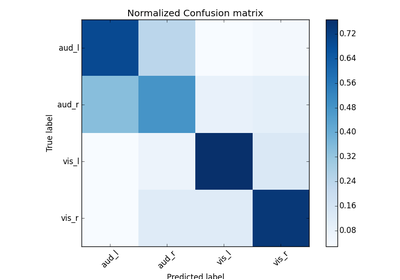 Normalized Confusion matrix
aud_l
aud_r
vis_l
vis_r
True label
aud_l
aud_r
vis_l
vis_r
Predicted label
0.72
0.64
0.56
0.48
0.40
0.32
0.24
0.16
0.08